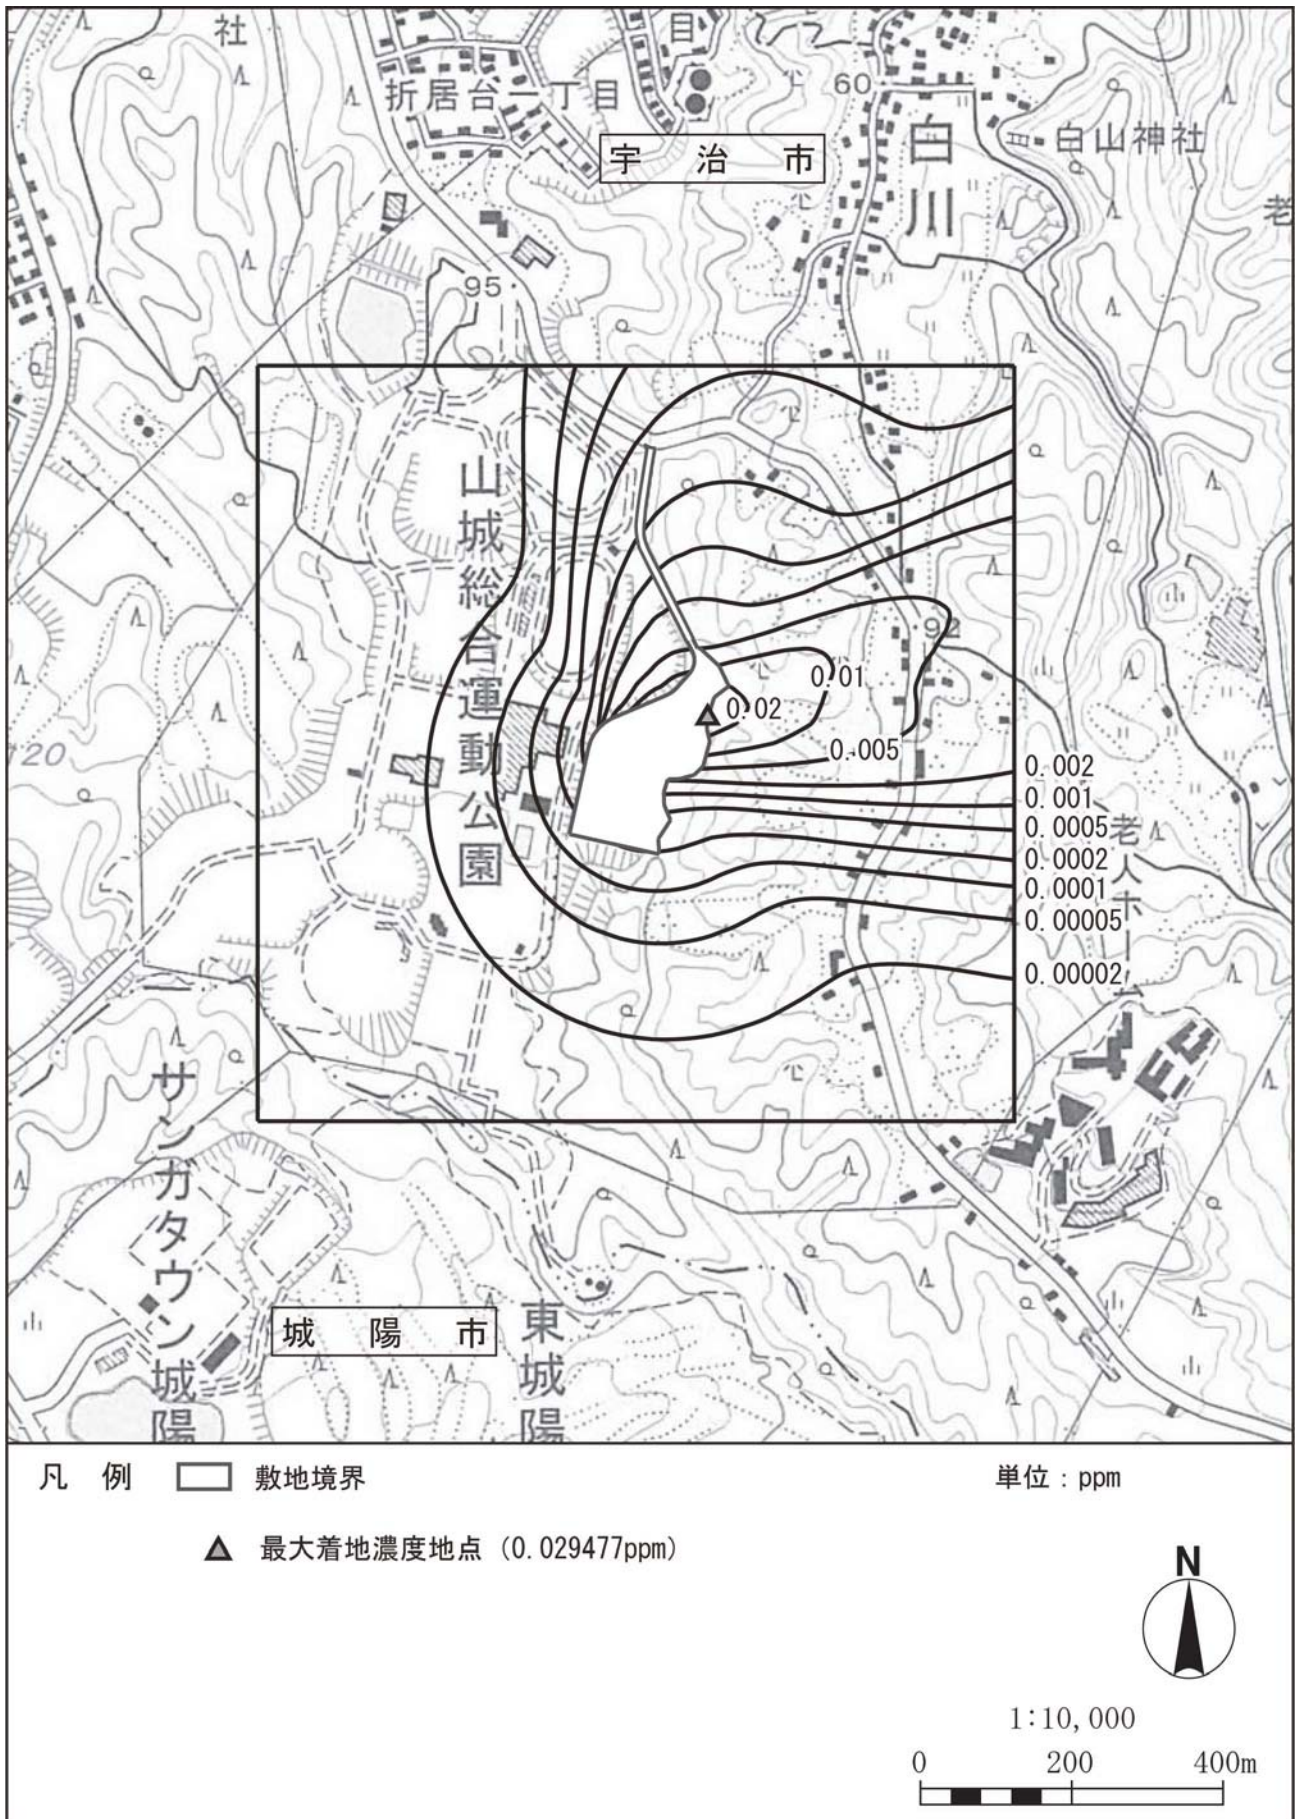 社
目
折居台一丁目
60
宇治市
白川
白山神社
老
95
山城総合運動公園
92
0.01
0.02
0.005
120
0.002
0.001
0.0005
0.0002
0.0001
0.00005
0.00002
老人ホーム
サンガタウン城陽
城陽市
東城陽
凡例
敷地境界
単位：ppm
最大着地濃度地点（0.029477ppm）
N
1:10,000
0 200 400m